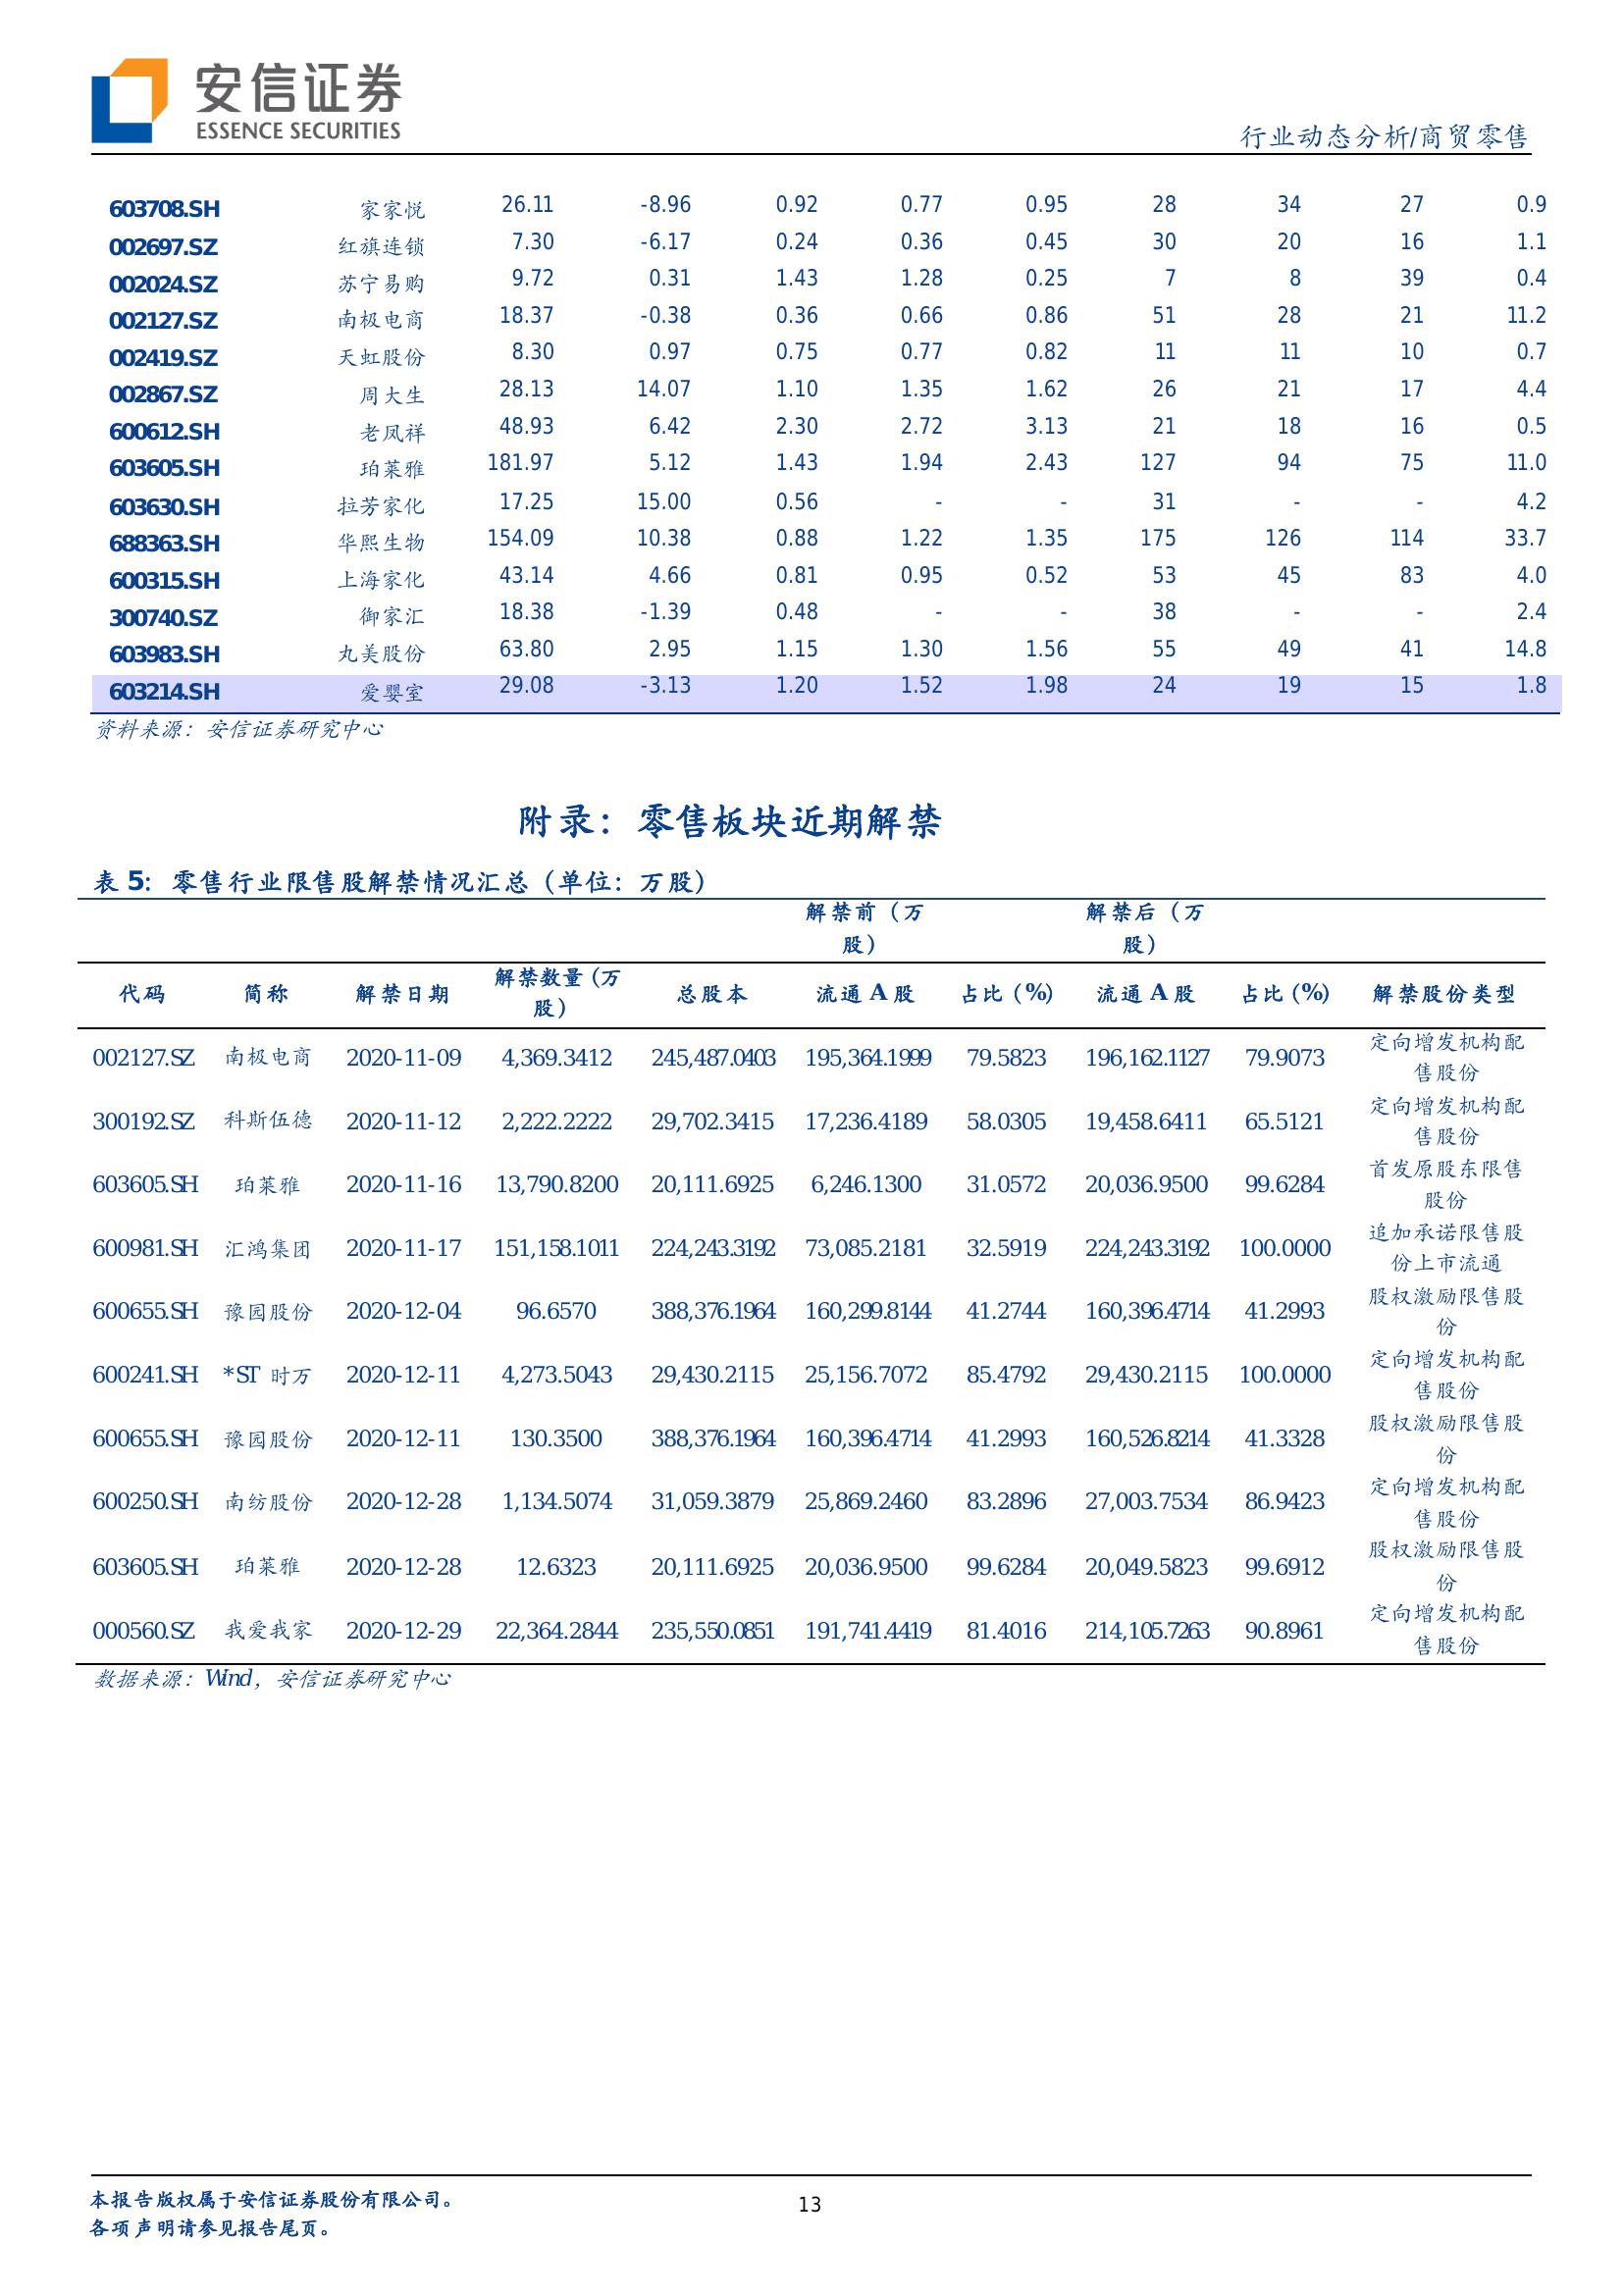 安信证券
ESSENCE SECURITIES
行业动态分析/商贸零售
603708.SH 家家悦 26.11 -8.96 0.92 0.77 0.95 28 34 27 0.9
002697.SZ 红旗连锁 7.30 -6.17 0.24 0.36 0.45 30 20 16 1.1
002024.SZ 苏宁易购 9.72 0.31 1.43 1.28 0.25 7 8 39 0.4
002127.SZ 南极电商 18.37 -0.38 0.36 0.66 0.86 51 28 21 11.2
002419.SZ 天虹股份 8.30 0.97 0.75 0.77 0.82 11 11 10 0.7
002867.SZ 周大生 28.13 14.07 1.10 1.35 1.62 26 21 17 4.4
600612.SH 老凤祥 48.93 6.42 2.30 2.72 3.13 21 18 16 0.5
603605.SH 珀莱雅 181.97 5.12 1.43 1.94 2.43 127 94 75 11.0
603630.SH 拉芳家化 17.25 15.00 0.56 - - 31 - - 4.2
688363.SH 华熙生物 154.09 10.38 0.88 1.22 1.35 175 126 114 33.7
600315.SH 上海家化 43.14 4.66 0.81 0.95 0.52 53 45 83 4.0
300740.SZ 御家汇 18.38 -1.39 0.48 - - 38 - - 2.4
603983.SH 丸美股份 63.80 2.95 1.15 1.30 1.56 55 49 41 14.8
603214.SH 爱婴室 29.08 -3.13 1.20 1.52 1.98 24 19 15 1.8
资料来源：安信证券研究中心
附录：零售板块近期解禁
表 5：零售行业限售股解禁情况汇总（单位：万股）
解禁前（万 解禁后（万
股） 股）
代码 简称 解禁日期 解禁数量(万 总股本 流通 A 股 占比（%） 流通 A 股 占比（%） 解禁股份类型
股）
002127.SZ 南极电商 2020-11-09 4,369.3412 245,487.0403 195,364.1999 79.5823 196,162.1127 79.9073 定向增发机构配
售股份
300192.SZ 科斯伍德 2020-11-12 2,222.2222 29,702.3415 17,236.4189 58.0305 19,458.6411 65.5121 定向增发机构配
售股份
603605.SH 珀莱雅 2020-11-16 13,790.8200 20,111.6925 6,246.1300 31.0572 20,036.9500 99.6284 首发原股东限售
股份
600981.SH 汇鸿集团 2020-11-17 151,158.1011 224,243.3192 73,085.2181 32.5919 224,243.3192 100.0000 追加承诺限售股
份上市流通
600655.SH 豫园股份 2020-12-04 96.6570 388,376.1964 160,299.8144 41.2744 160,396.4714 41.2993 股权激励限售股
份
600241.SH *ST 时万 2020-12-11 4,273.5043 29,430.2115 25,156.7072 85.4792 29,430.2115 100.0000 定向增发机构配
售股份
600655.SH 豫园股份 2020-12-11 130.3500 388,376.1964 160,396.4714 41.2993 160,526.8214 41.3328 股权激励限售股
份
600250.SH 南纺股份 2020-12-28 1,134.5074 31,059.3879 25,869.2460 83.2896 27,003.7534 86.9423 定向增发机构配
售股份
603605.SH 珀莱雅 2020-12-28 12.6323 20,111.6925 20,036.9500 99.6284 20,049.5823 99.6912 股权激励限售股
份
000560.SZ 我爱我家 2020-12-29 22,364.2844 235,550.0851 191,741.4419 81.4016 214,105.7263 90.8961 定向增发机构配
售股份
数据来源：Wind，安信证券研究中心
本报告版权属于安信证券股份有限公司。
13
各项声明请参见报告尾页。